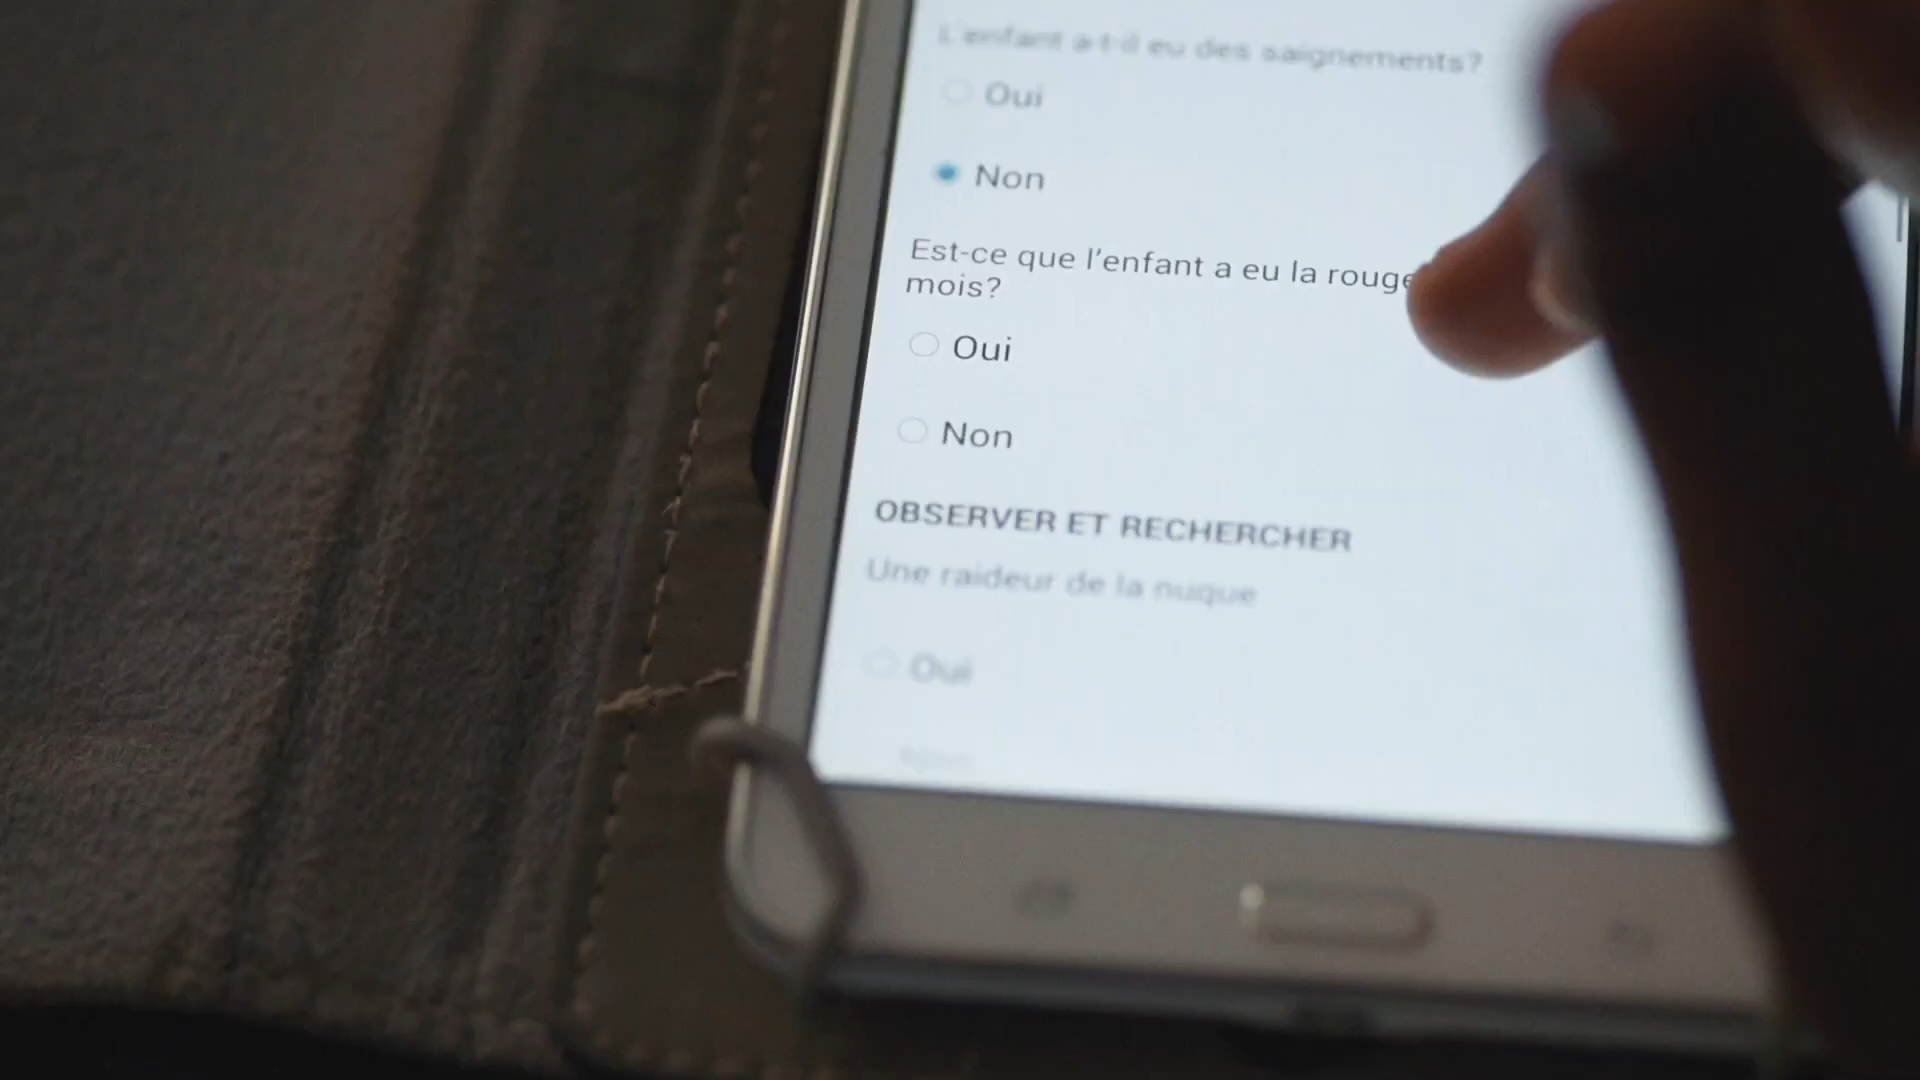 L'enfant a-t-il eu des saignements?
Oui
Non
Est-ce que l'enfant a eu la rouge
mois?
Oui
Non
OBSERVER ET RECHERCHER
Une raideur de la nuque
Oui
Non